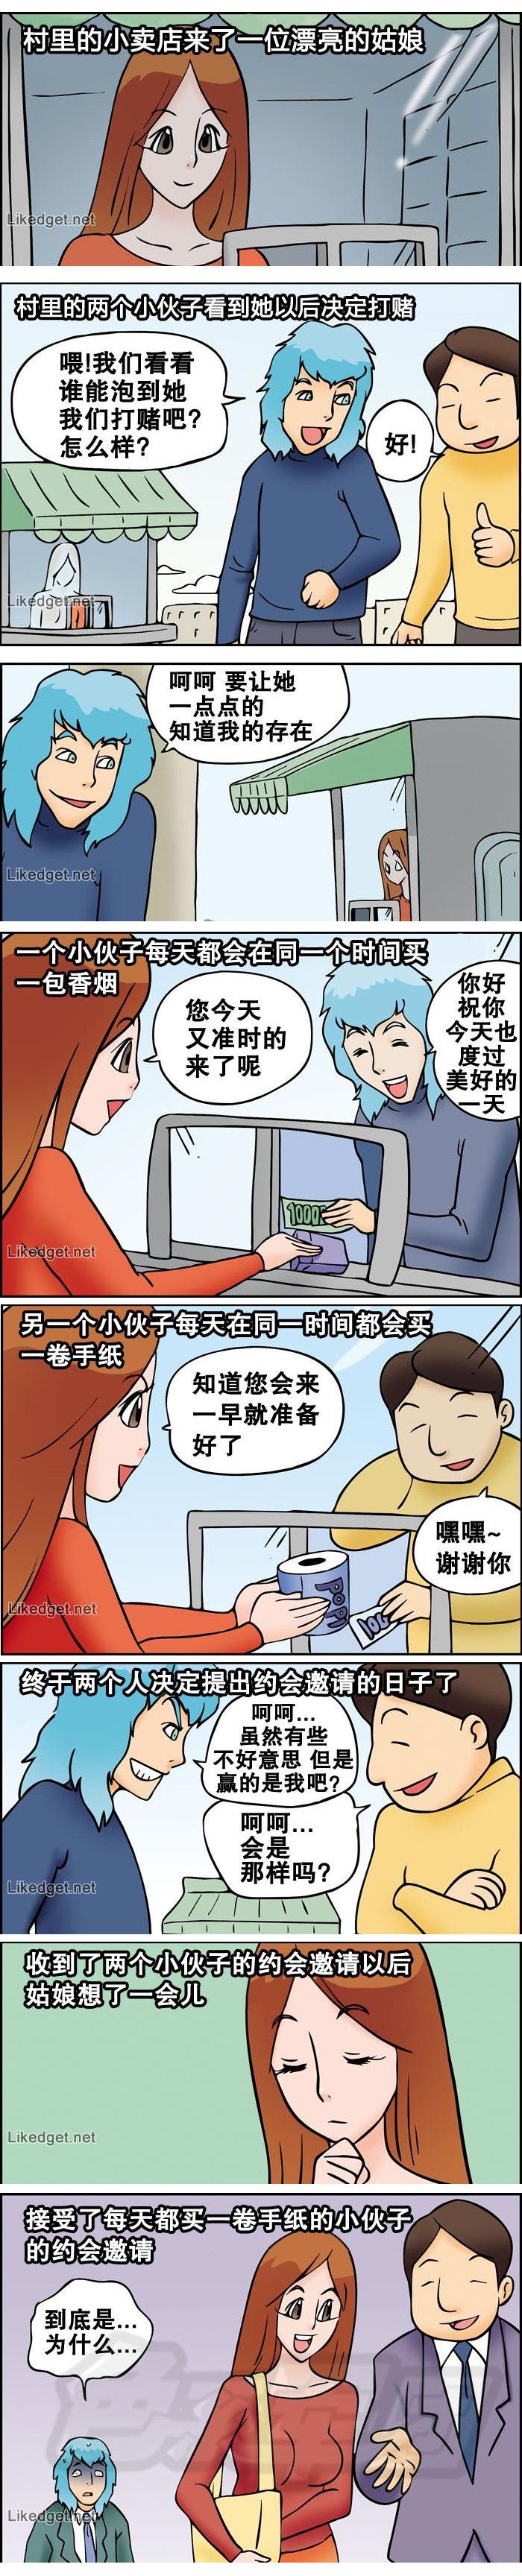 村里的小卖店来了一位漂亮的姑娘
Likedget.net
村里的两个小伙子看到她以后决定打赌
喂!我们看看
谁能泡到她
我们打赌吧?
怎么样?
好!
Likedget.net
呵呵 要让她
一点点的
知道我的存在
Likedget.net
一个小伙子每天都会在同一个时间买
一包香烟
您今天
又准时的
来了呢
你好
祝你
今天也
度过
美好的
一天
1000
Likedget.net
另一个小伙子每天在同一时间都会买
一卷手纸
知道您会来
一早就准备
好了
嘿嘿~
谢谢你
POPY
Likedget.net
终于两个人决定提出约会邀请的日子了
呵呵...
虽然有些
不好意思 但是
赢的是我吧?
呵呵...
会是
那样吗?
Likedget.net
收到了两个小伙子的约会邀请以后
姑娘想了一会儿
Likedget.net
接受了每天都买一卷手纸的小伙子
的约会邀请
到底是...
为什么...
Likedget.net